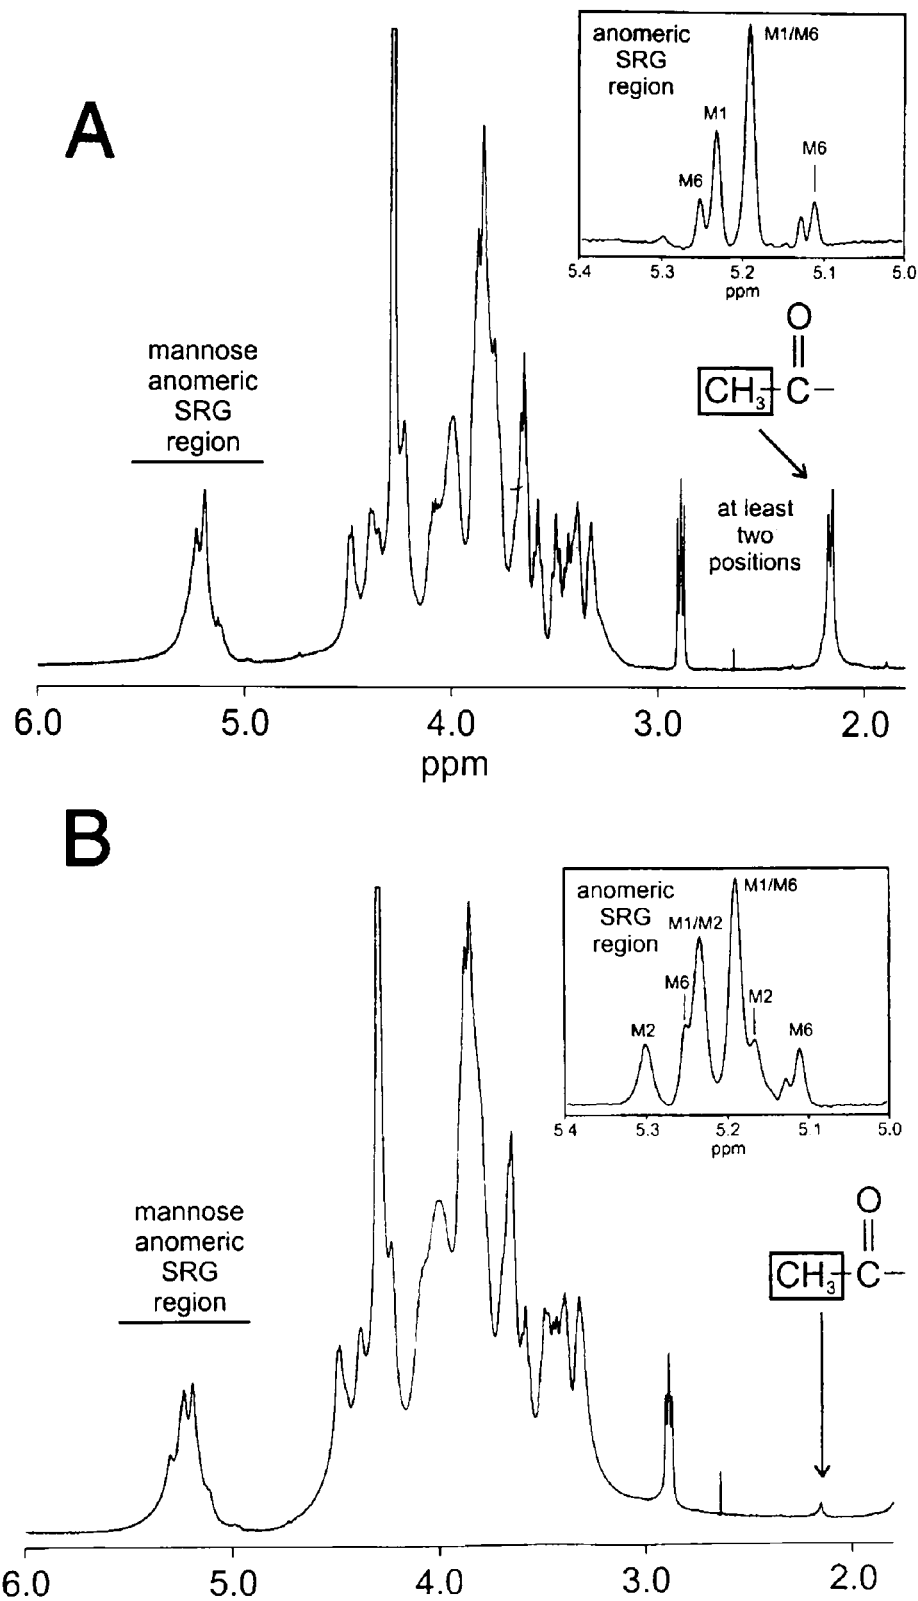 A
anomeric
SRG
region
M1/M6
M1
M6
M6
5.4 5.3 5.2 5.1 5.0
ppm
O
CH3 C
mannose
anomeric
SRG
region
at least
two
positions
6.0 5.0 4.0 3.0 2.0
ppm
B
anomeric
SRG
region
M1/M6
M1/M2
M6
M2
M2
M6
5 4 5.3 5.2 5 1 5.0
ppm
O
CH3 C
mannose
anomeric
SRG
region
6.0 5.0 4.0 3.0 2.0